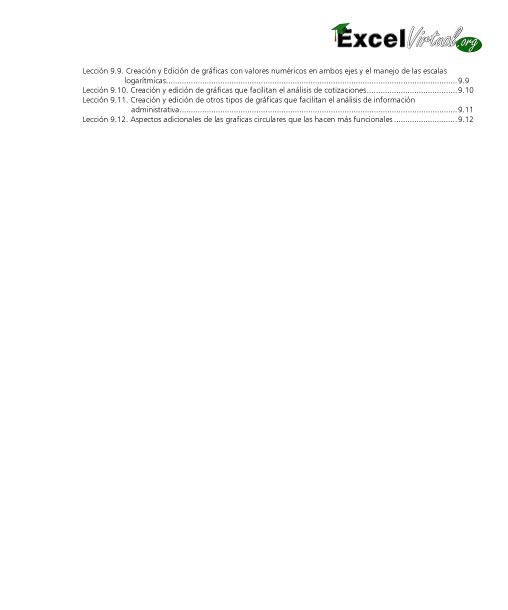 ExcelVirtual.org
Lección 9.9. Creación y Edición de gráficas con valores numéricos en ambos ejes y el manejo de las escalas
logarítmicas....................................................................................................................................9.9
Lección 9.10. Creación y edición de gráficas que facilitan el análisis de cotizaciones.........................................9.10
Lección 9.11. Creación y edición de otros tipos de gráficas que facilitan el análisis de información
administrativa..............................................................................................................................9.11
Lección 9.12. Aspectos adicionales de las graficas circulares que las hacen más funcionales ............................9.12